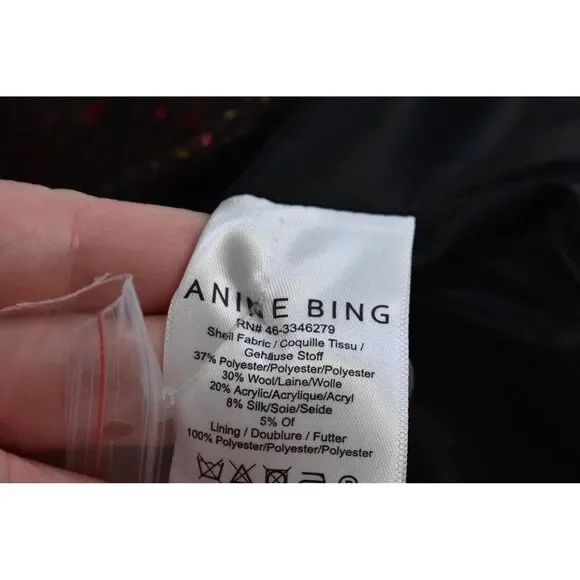 ANINE BING
RN# 46-3346279
Shell Fabric / Coquille Tissu /
Gehäuse Stoff
37% Polyester/Polyester/Polyester
30% Wool/Laine/Wolle
20% Acrylic/Acrylique/Acryl
8% Silk/Soie/Seide
5% Of
Lining / Doublure / Futter
100% Polyester/Polyester/Polyester